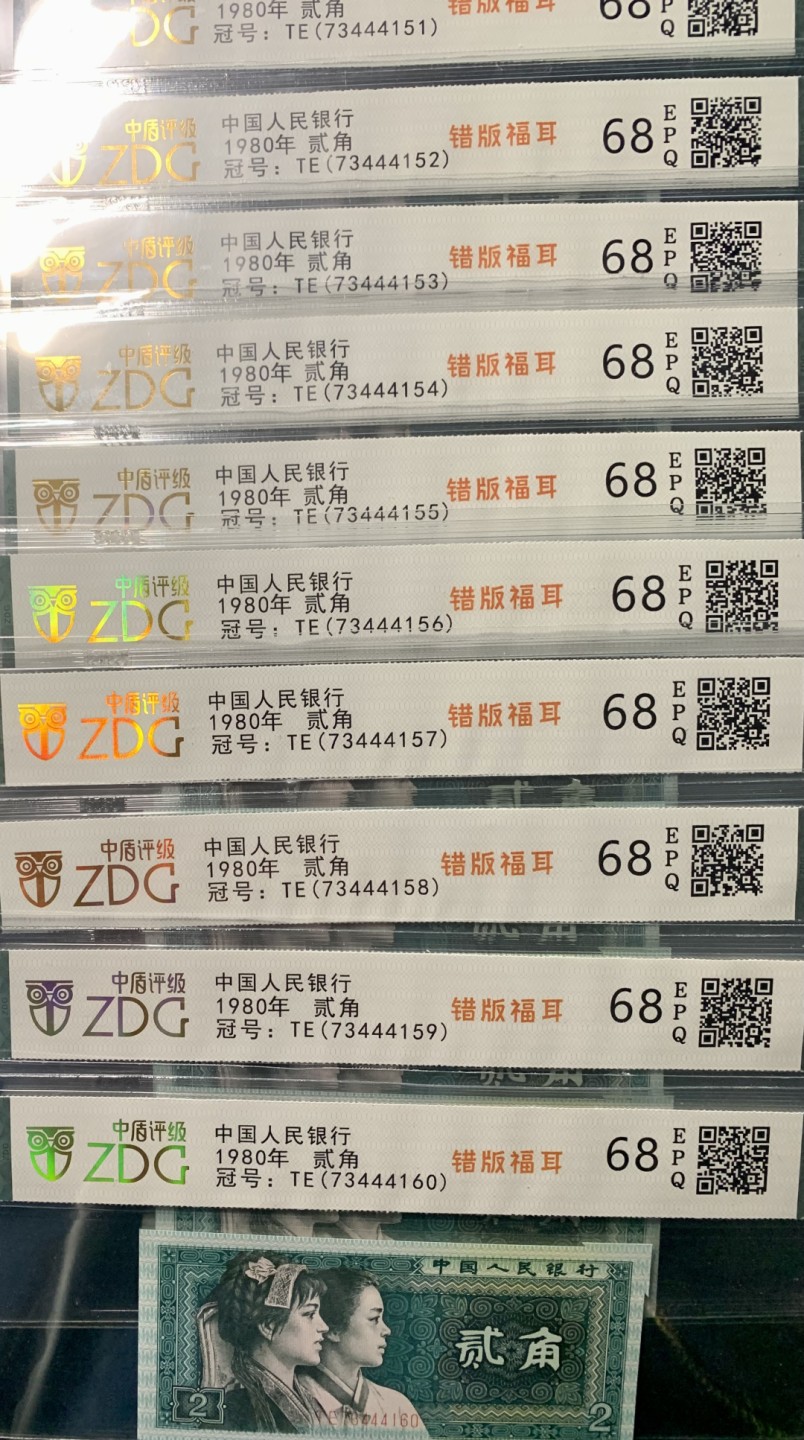 DG
1980年 贰角
冠号：TE(73444151)
错版福耳
68
P
Q
中盾评级
ZDG
中国人民银行
1980年 贰角
冠号：TE(73444152)
错版福耳
68
E
P
Q
中盾评级
ZDG
中国人民银行
1980年 贰角
冠号：TE(73444153)
错版福耳
68
E
P
Q
中盾评级
ZDG
中国人民银行
1980年 贰角
冠号：TE(73444154)
错版福耳
68
E
P
Q
中盾评级
ZDG
中国人民银行
1980年 贰角
冠号：TE(73444155)
错版福耳
68
E
P
Q
中盾评级
ZDG
中国人民银行
1980年 贰角
冠号：TE(73444156)
错版福耳
68
E
P
Q
中盾评级
ZDG
中国人民银行
1980年 贰角
冠号：TE(73444157)
错版福耳
68
E
P
Q
中盾评级
ZDG
中国人民银行
1980年 贰角
冠号：TE(73444158)
错版福耳
68
E
P
Q
中盾评级
ZDG
中国人民银行
1980年 贰角
冠号：TE(73444159)
错版福耳
68
E
P
Q
中盾评级
ZDG
中国人民银行
1980年 贰角
冠号：TE(73444160)
错版福耳
68
E
P
Q
中国人民银行
贰角
2
2